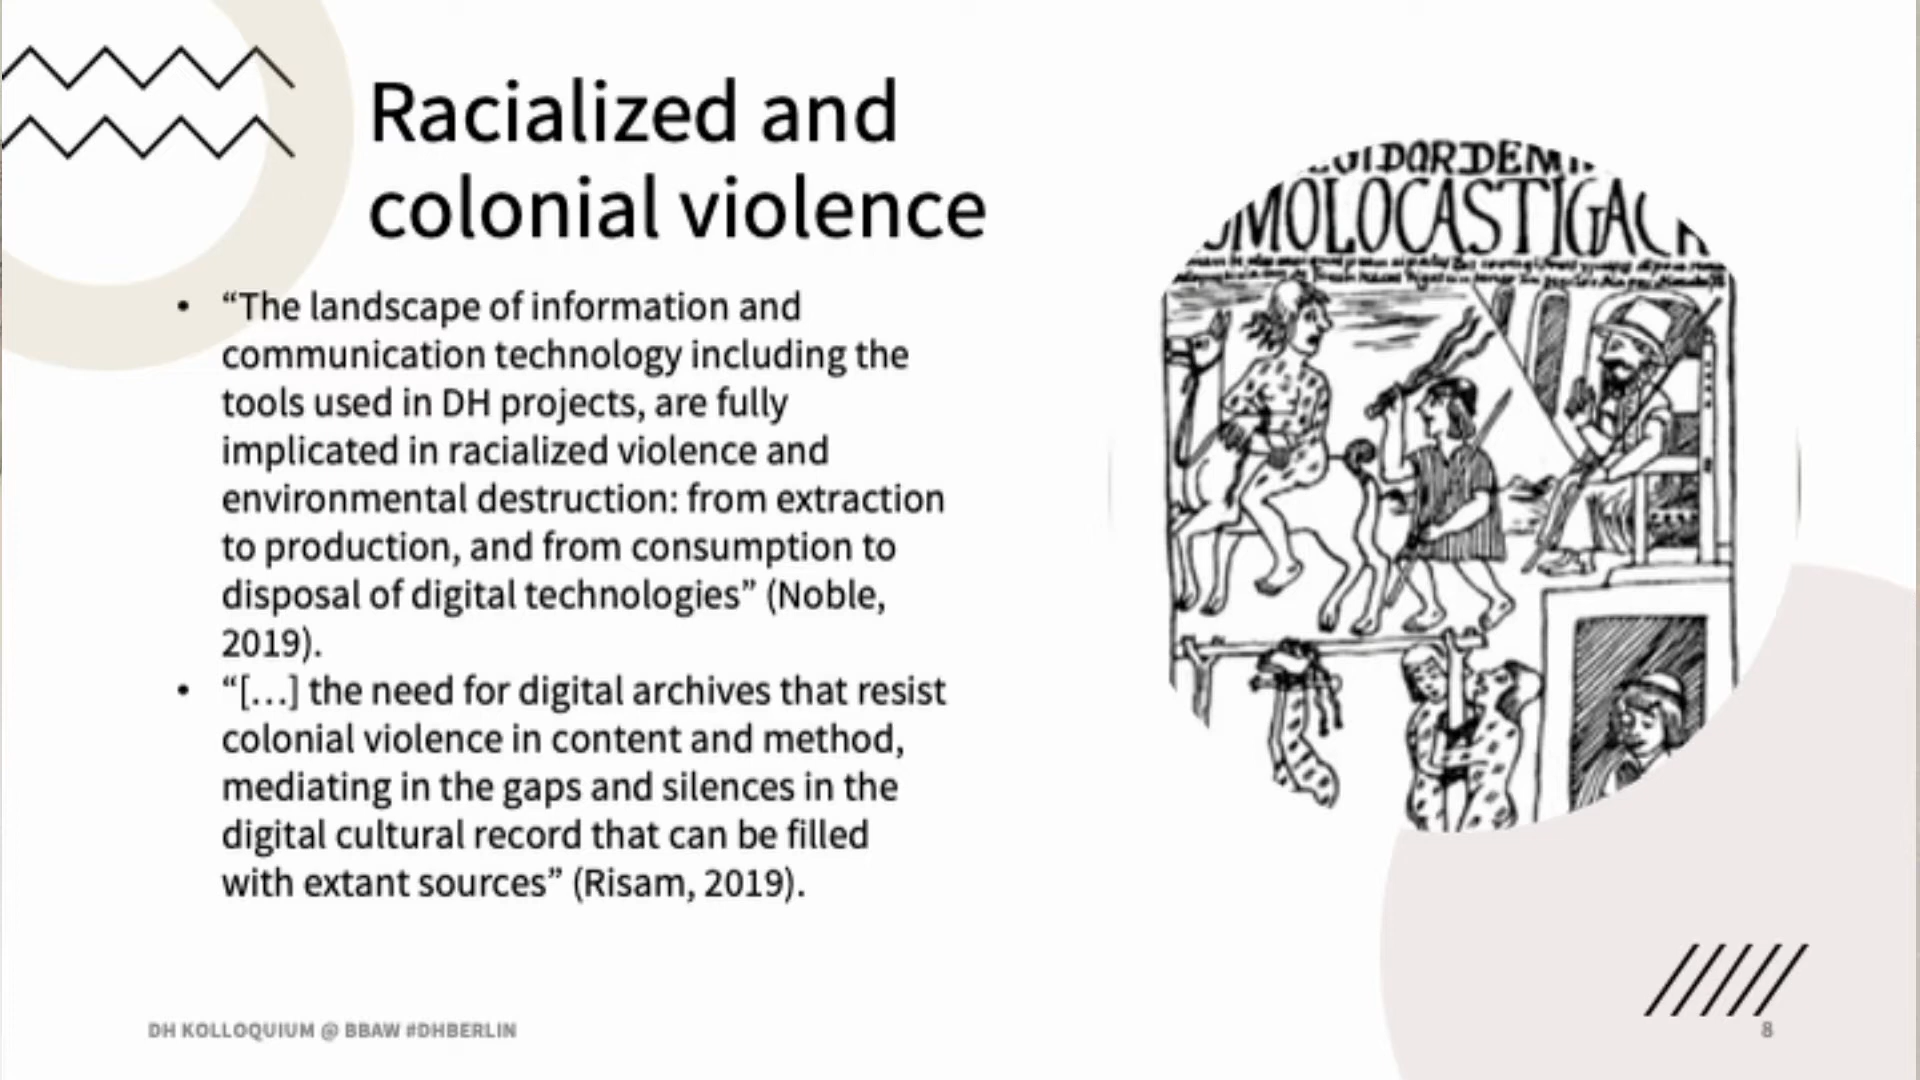 Racialized and
colonial violence
• “The landscape of information and
communication technology including the
tools used in DH projects, are fully
implicated in racialized violence and
environmental destruction: from extraction
to production, and from consumption to
disposal of digital technologies” (Noble,
2019).
• “[…] the need for digital archives that resist
colonial violence in content and method,
mediating in the gaps and silences in the
digital cultural record that can be filled
with extant sources” (Risam, 2019).
MOLOCASTIGAC
DH KOLLOQUIUM @ BBAW #DHBERLIN
8